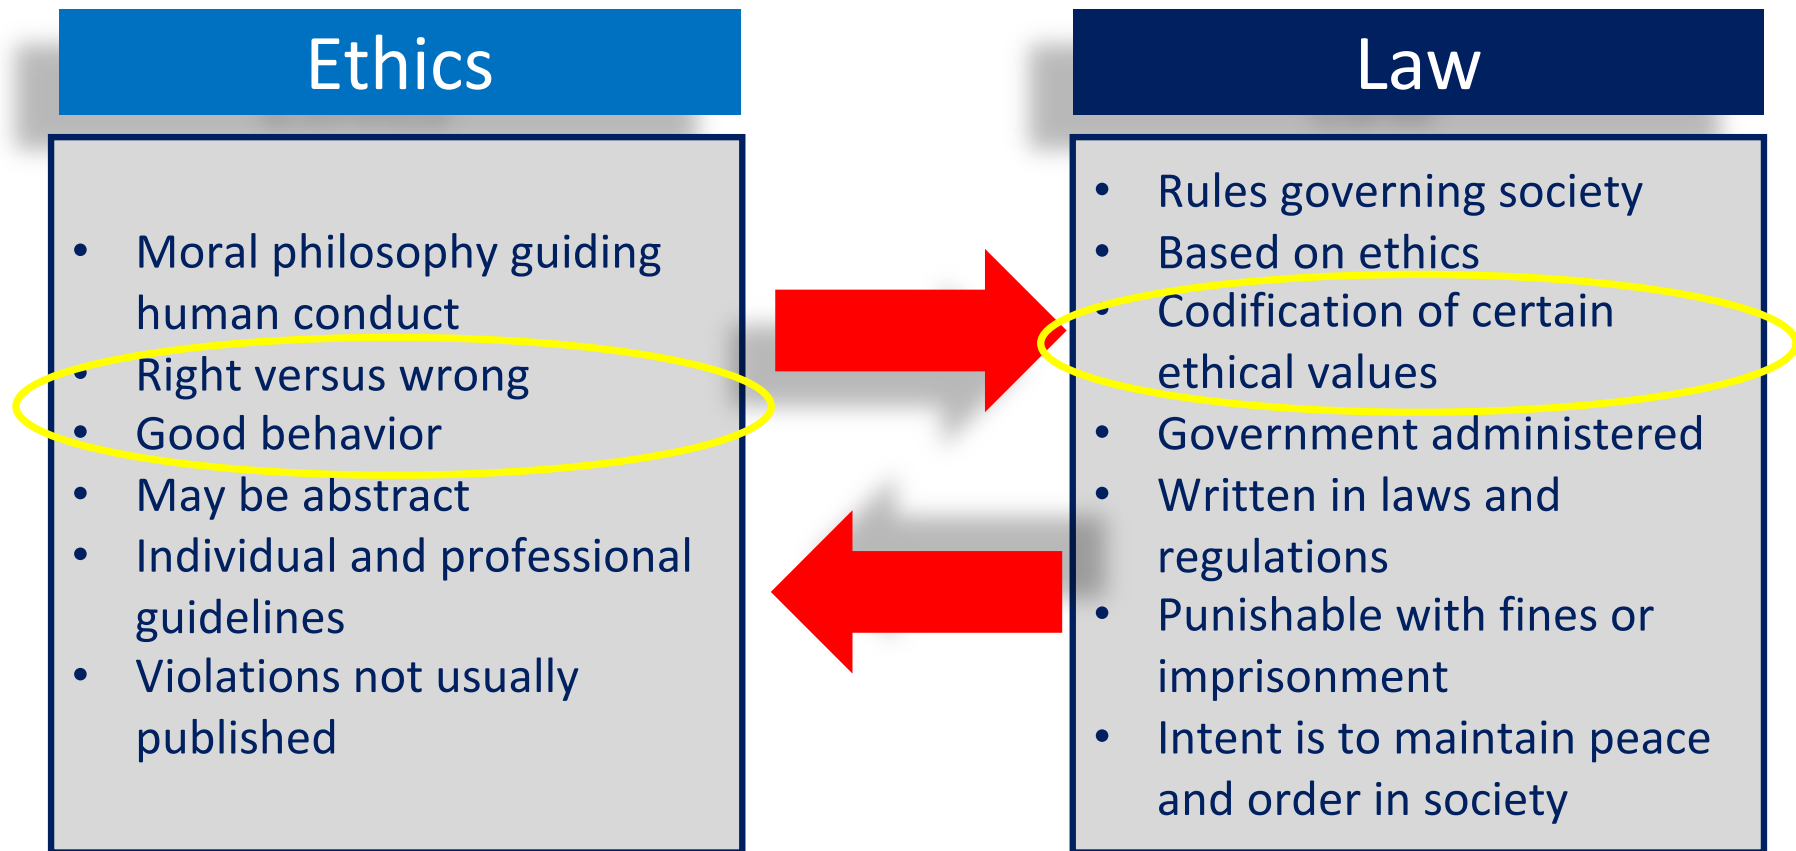 Ethics
• Moral philosophy guiding
human conduct
• Right versus wrong
• Good behavior
• May be abstract
• Individual and professional
guidelines
• Violations not usually
published
Law
• Rules governing society
• Based on ethics
• Codification of certain
ethical values
• Government administered
• Written in laws and
regulations
• Punishable with fines or
imprisonment
• Intent is to maintain peace
and order in society